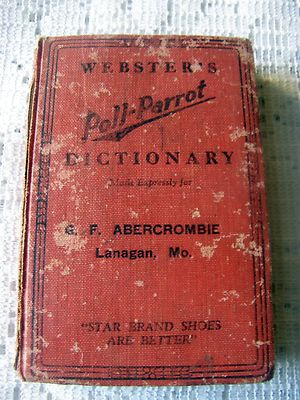 WEBSTER'S
Poll-Parrot
DICTIONARY
Made Expressly for
G. F. ABERCROMBIE
Lanagan, Mo.
"STAR BRAND SHOES
ARE BETTER"